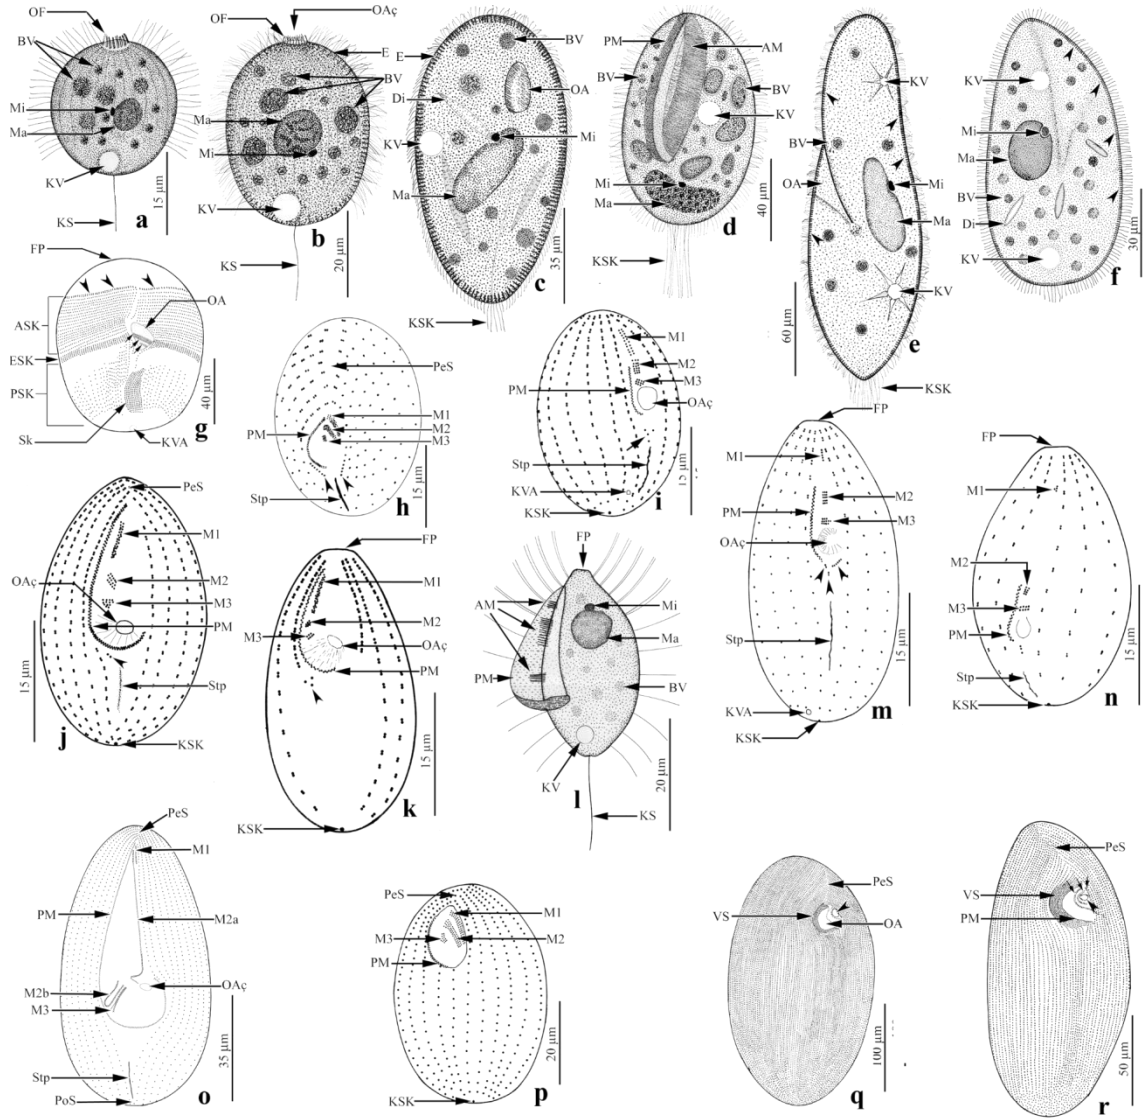 OF
BV
Mi
Ma
KV
KS
15 µm
a
OF
OAç
E
BV
Ma
Mi
KV
KS
20 µm
b
E
BV
OA
Di
KV
Mi
Ma
KSK
35 µm
c
PM
AM
BV
BV
KV
Mi
Ma
KSK
40 µm
d
KV
BV
OA
Mi
Ma
KV
KSK
60 µm
e
KV
Mi
Ma
BV
Di
KV
30 µm
f
FP
OA
ASK
ESK
PSK
Sk
KVA
40 µm
g
PeS
M1
M2
M3
PM
Stp
15 µm
h
M1
M2
M3
PM
OAç
Stp
KVA
KSK
15 µm
i
PeS
M1
OAç
M2
M3
PM
Stp
KSK
15 µm
j
FP
M1
M2
M3
OAç
PM
KSK
15 µm
k
FP
AM
Mi
Ma
PM
BV
KV
KS
20 µm
l
FP
M1
M2
PM
M3
OAç
Stp
KVA
KSK
15 µm
m
FP
M1
M2
M3
PM
Stp
KSK
15 µm
n
PeS
M1
PM
M2a
M2b
OAç
M3
Stp
PoS
35 µm
o
PeS
M1
M3
M2
PM
KSK
20 µm
p
PeS
VS
OA
100 µm
q
PeS
VS
PM
50 µm
r